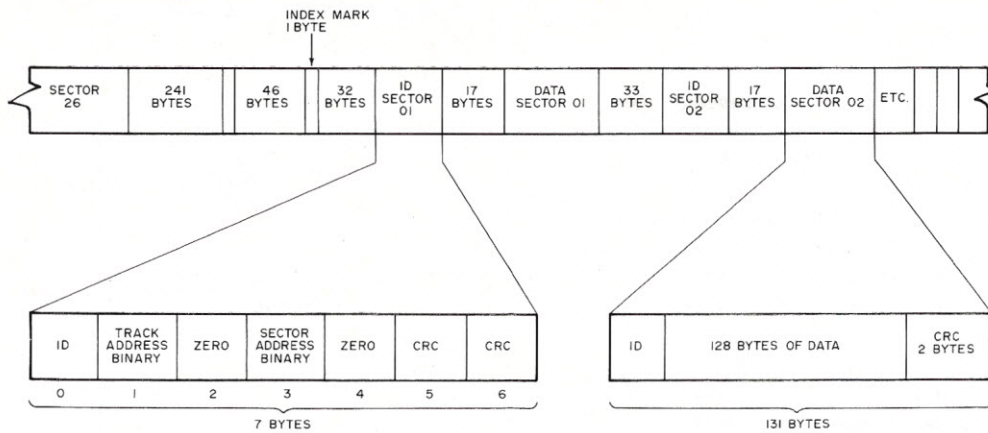 INDEX MARK
1 BYTE
SECTOR
26
241
BYTES
46
BYTES
32
BYTES
ID
SECTOR
01
17
BYTES
DATA
SECTOR 01
33
BYTES
ID
SECTOR
02
17
BYTES
DATA
SECTOR 02
ETC.
ID
TRACK
ADDRESS
BINARY
ZERO
SECTOR
ADDRESS
BINARY
ZERO
CRC
CRC
0 1 2 3 4 5 6
7 BYTES
ID
128 BYTES OF DATA
CRC
2 BYTES
131 BYTES